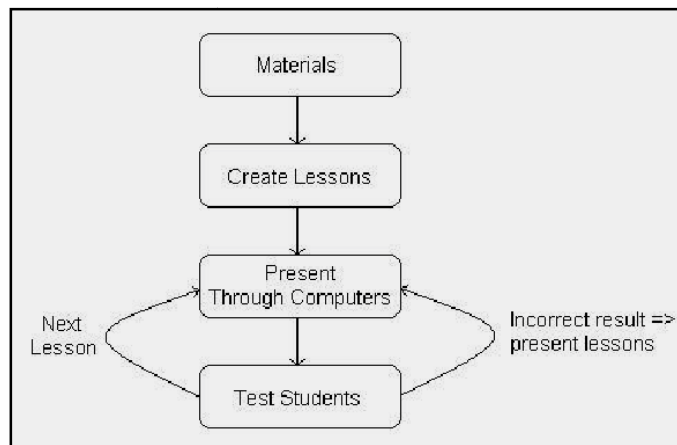 Materials
Create Lessons
Present
Through Computers
Next
Lesson
Incorrect result =>
present lessons
Test Students